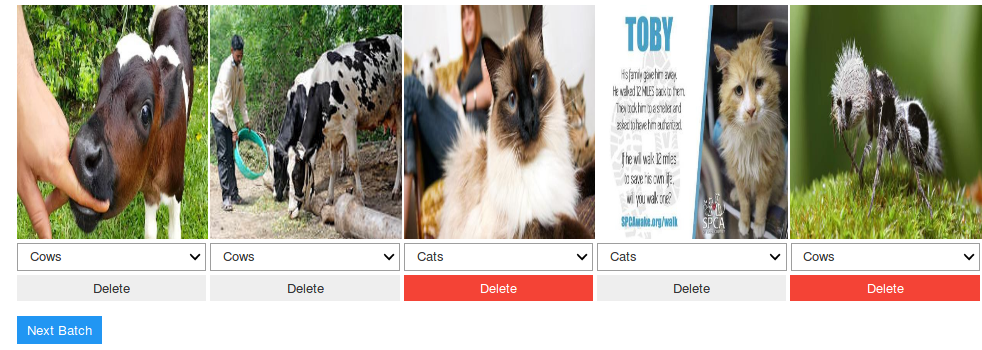 TOBY
His family gave him away.
He walked 12 MILES back to them.
They took him to a shelter and
asked to have him euthanized.
The will walk 12 miles
to save his own life,
will you walk one?
SPCAwake.org/walk
SPCA
Cows
Cows
Cats
Cats
Cows
Delete
Delete
Delete
Delete
Delete
Next Batch